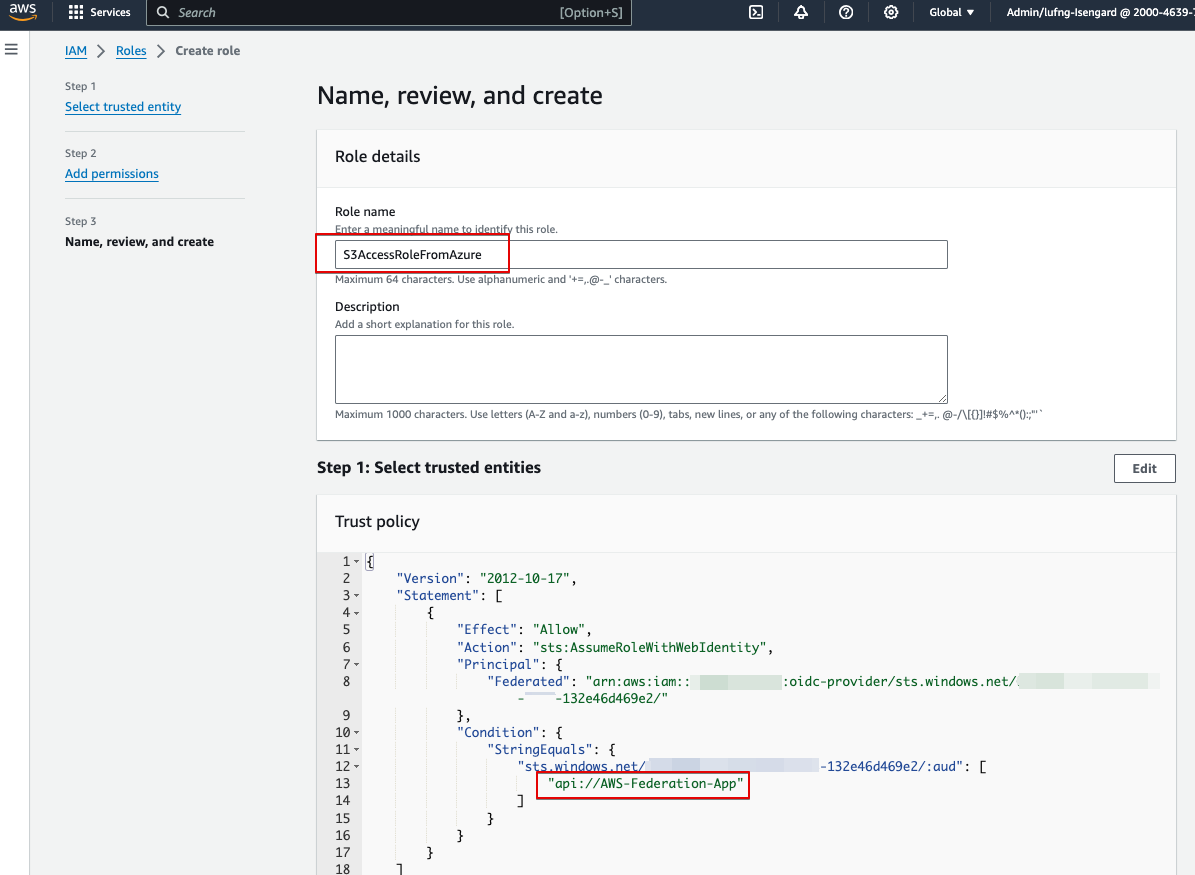 aws Services Search [Option+S] Global Admin/lufng-Isengard @ 2000-4639-
IAM Roles Create role
Step 1
Select trusted entity
Step 2
Add permissions
Step 3
Name, review, and create
Name, review, and create
Role details
Role name
Enter a meaningful name to identify this role.
S3AccessRoleFromAzure
Maximum 64 characters. Use alphanumeric and '+=,.@-_' characters.
Description
Add a short explanation for this role.
Maximum 1000 characters. Use letters (A-Z and a-z), numbers (0-9), tabs, new lines, or any of the following characters: _+=,. @-/\[{}]!#$%^*();:"'`
Step 1: Select trusted entities
Edit
Trust policy
1 {
2 "Version": "2012-10-17",
3 "Statement": [
4 {
5 "Effect": "Allow",
6 "Action": "sts:AssumeRoleWithWebIdentity",
7 "Principal": {
8 "Federated": "arn:aws:iam:: :oidc-provider/sts.windows.net/
- -132e46d469e2/"
9 },
10 "Condition": {
11 "StringEquals": {
12 "sts.windows.net/ -132e46d469e2/:aud": [
13 "api://AWS-Federation-App"
14 ]
15 }
16 }
17 }
18 ]